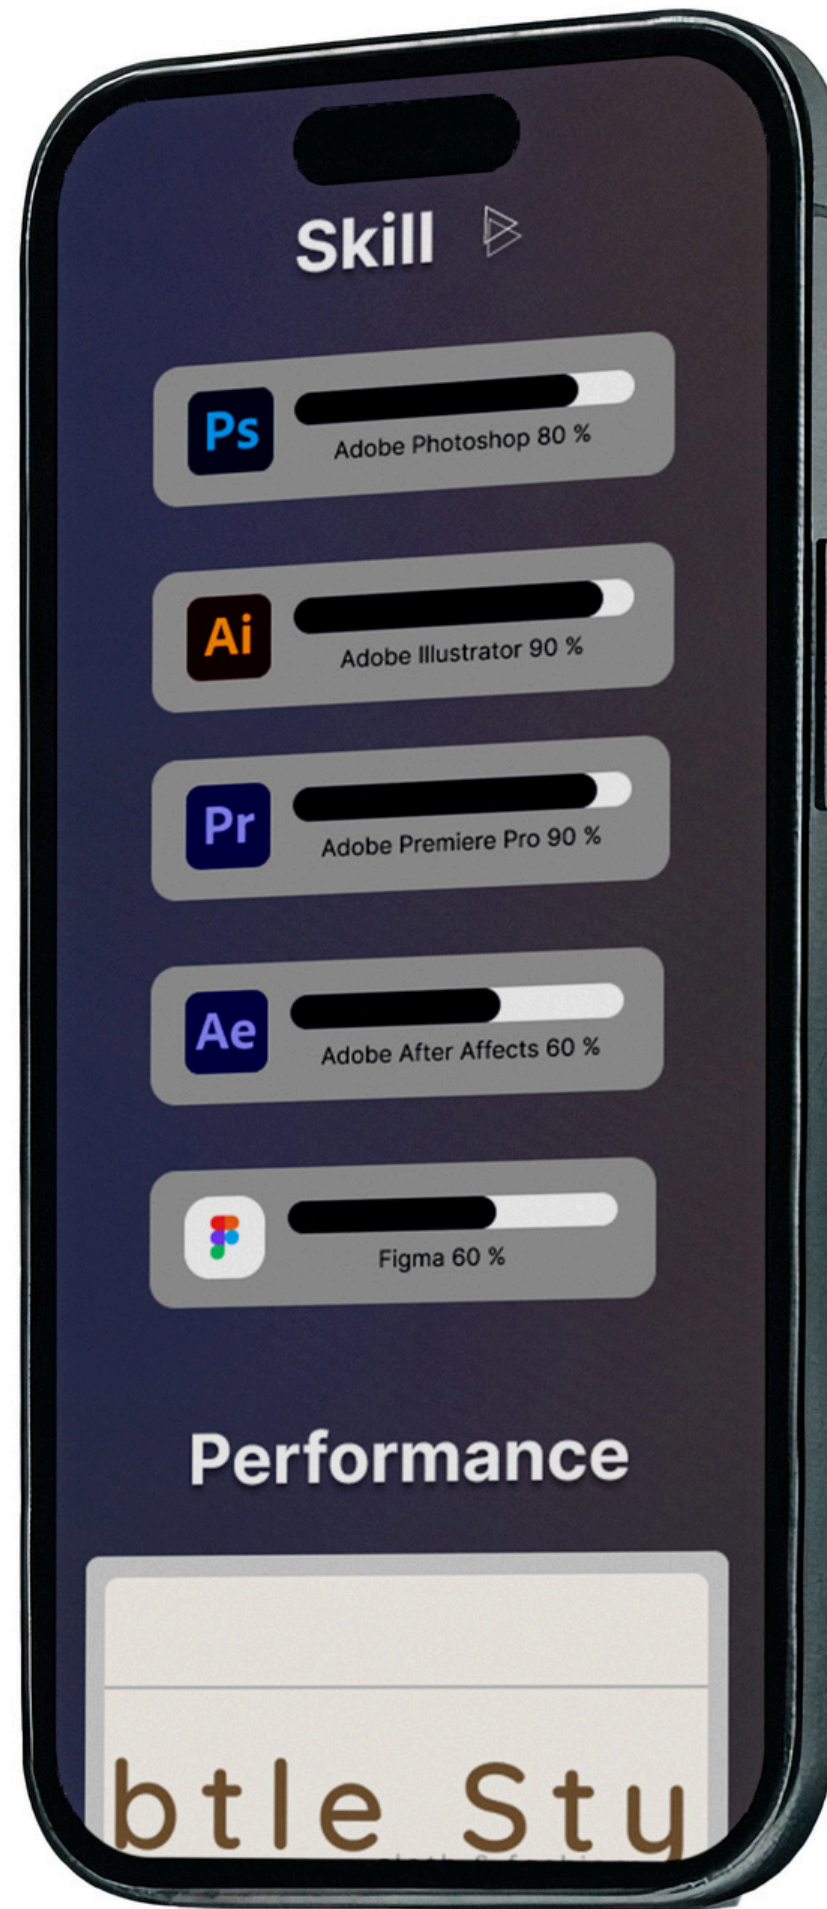 Skill
Ps
Adobe Photoshop 80 %
Ai
Adobe Illustrator 90 %
Pr
Adobe Premiere Pro 90 %
Ae
Adobe After Affects 60 %
Figma 60 %
Performance
btle Sty